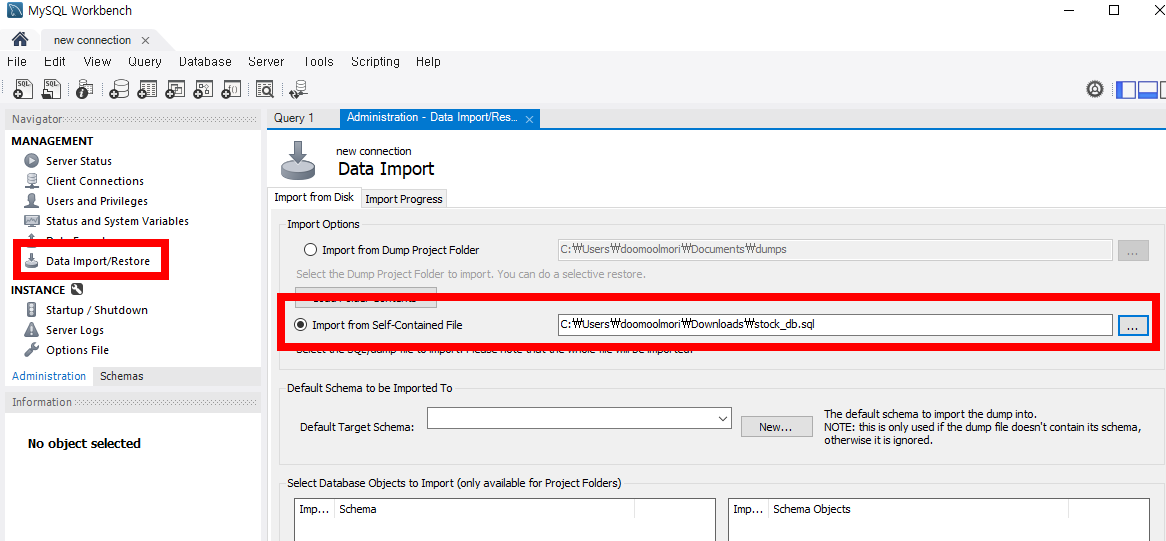 MySQL Workbench
new connection
File Edit View Query Database Server Tools Scripting Help
Navigator
MANAGEMENT
Server Status
Client Connections
Users and Privileges
Status and System Variables
Data Import/Restore
INSTANCE
Startup / Shutdown
Server Logs
Options File
Administration Schemas
Information
No object selected
Query 1 Administration - Data Import/Res...
new connection
Data Import
Import from Disk Import Progress
Import Options
Import from Dump Project Folder C:₩Users₩doomoolmori₩Documents₩dumps ...
Select the Dump Project Folder to import. You can do a selective restore.
Import from Self-Contained File C:₩Users₩doomoolmori₩Downloads₩stock_db.sql ...
Select the SQL/dump file to import. Please note that the whole file will be imported.
Default Schema to be Imported To
Default Target Schema: New...
The default schema to import the dump into.
NOTE: this is only used if the dump file doesn't contain its schema,
otherwise it is ignored.
Select Database Objects to Import (only available for Project Folders)
Imp... Schema Imp... Schema Objects